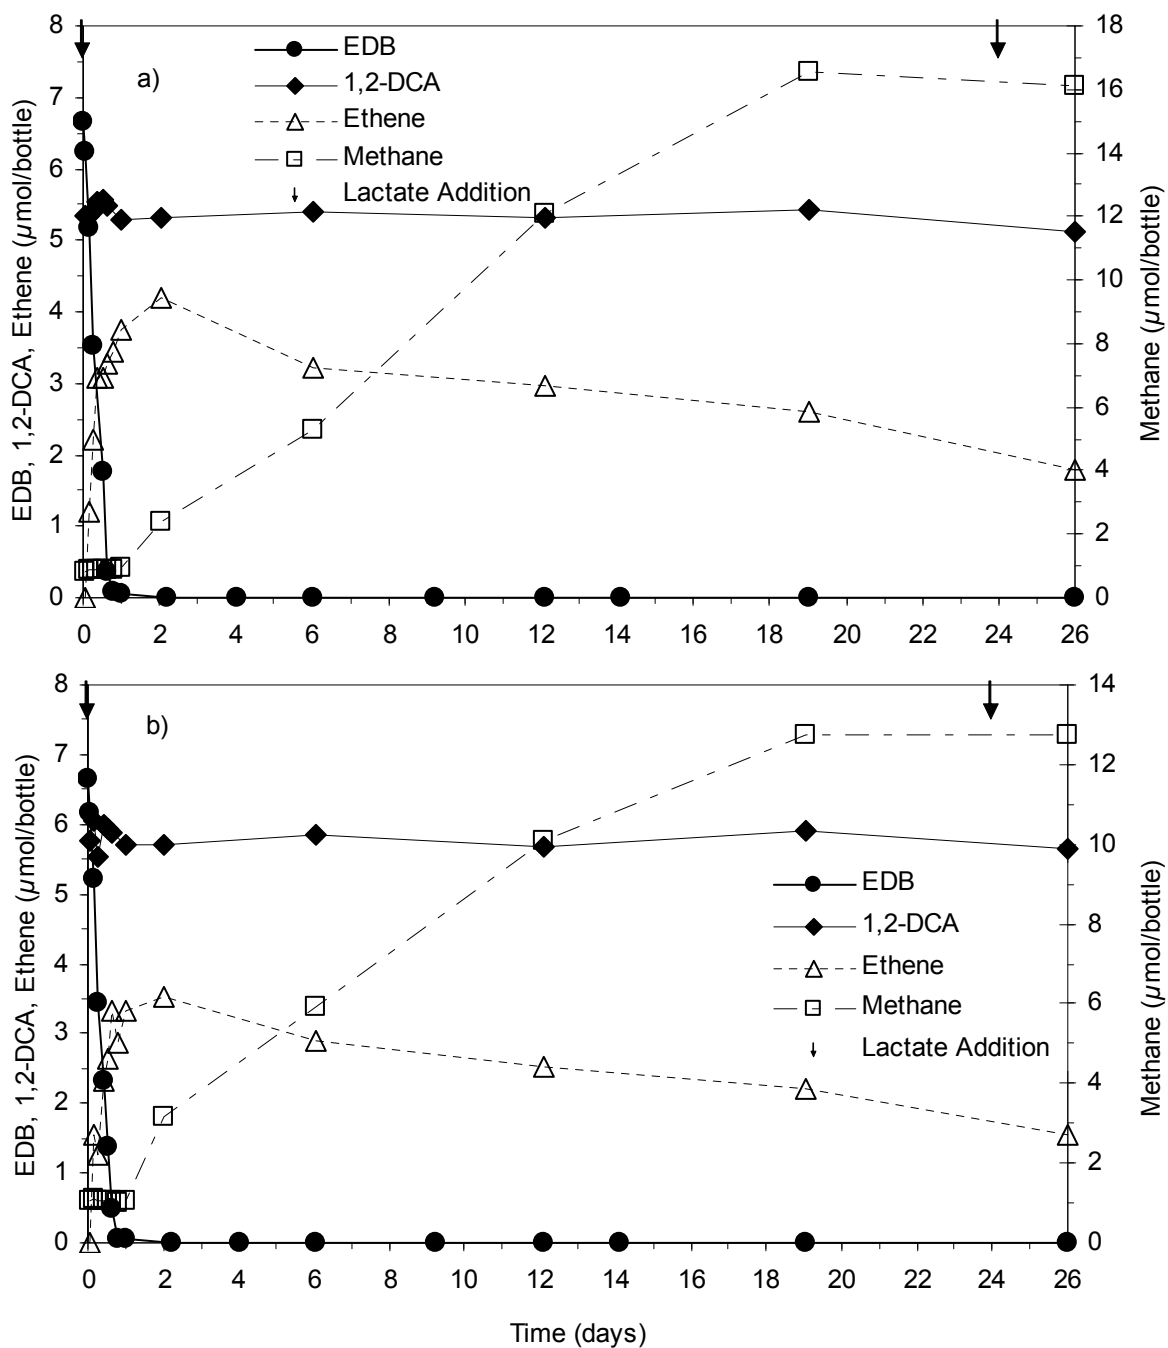 a)
EDB
1,2-DCA
Ethene
Methane
Lactate Addition
EDB, 1,2-DCA, Ethene (µmol/bottle)
8
7
6
5
4
3
2
1
0
Methane (µmol/bottle)
18
16
14
12
10
8
6
4
2
0
0 2 4 6 8 10 12 14 16 18 20 22 24 26
b)
EDB
1,2-DCA
Ethene
Methane
Lactate Addition
EDB, 1,2-DCA, Ethene (µmol/bottle)
8
7
6
5
4
3
2
1
0
Methane (µmol/bottle)
14
12
10
8
6
4
2
0
0 2 4 6 8 10 12 14 16 18 20 22 24 26
Time (days)